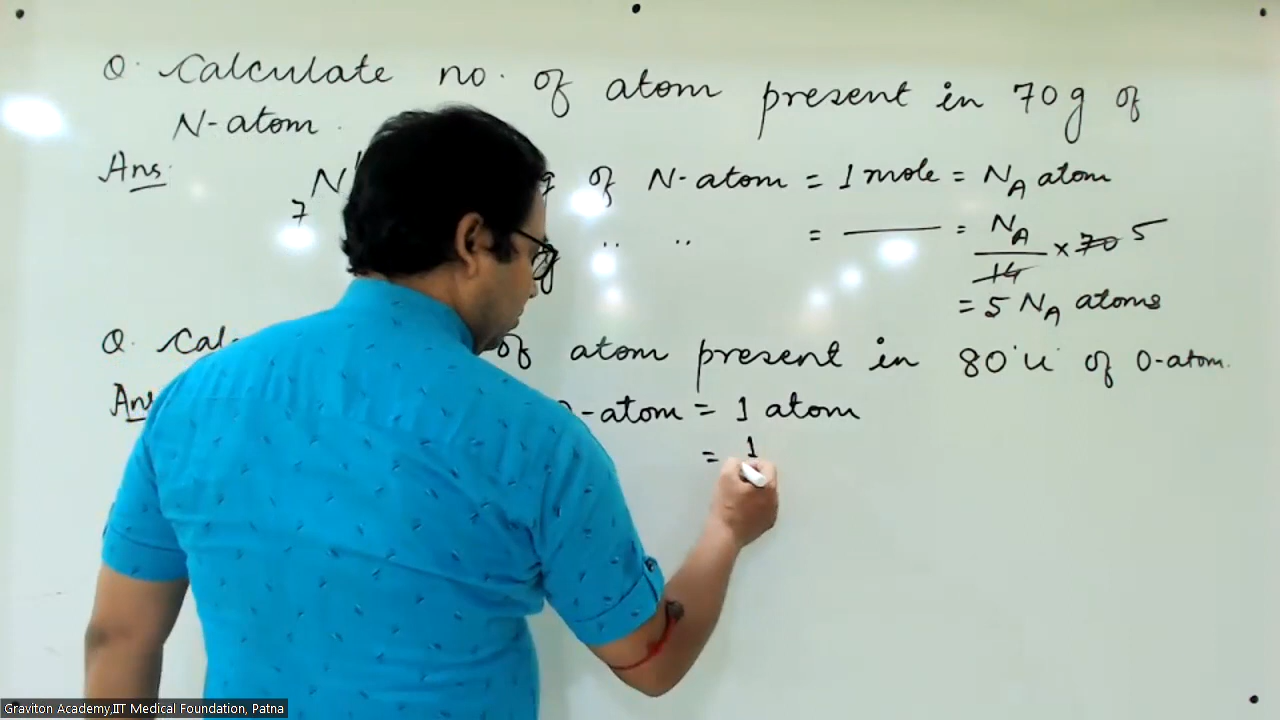 Q. Calculate no. of atom present in 70g of
N-atom.
Ans: 7 N of N-atom = 1 mole = NA atom
.. .. = —— = NA/14 × 70 5
= 5 NA atoms
Q. Cal of atom present in 80 u of O-atom.
Ans -atom = 1 atom
= 1
Graviton Academy,IIT Medical Foundation, Patna